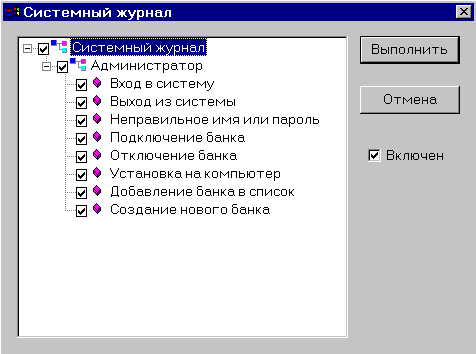 Системный журнал
Системный журнал
Администратор
Вход в систему
Выход из системы
Неправильное имя или пароль
Подключение банка
Отключение банка
Установка на компьютер
Добавление банка в список
Создание нового банка
Выполнить
Отмена
Включен